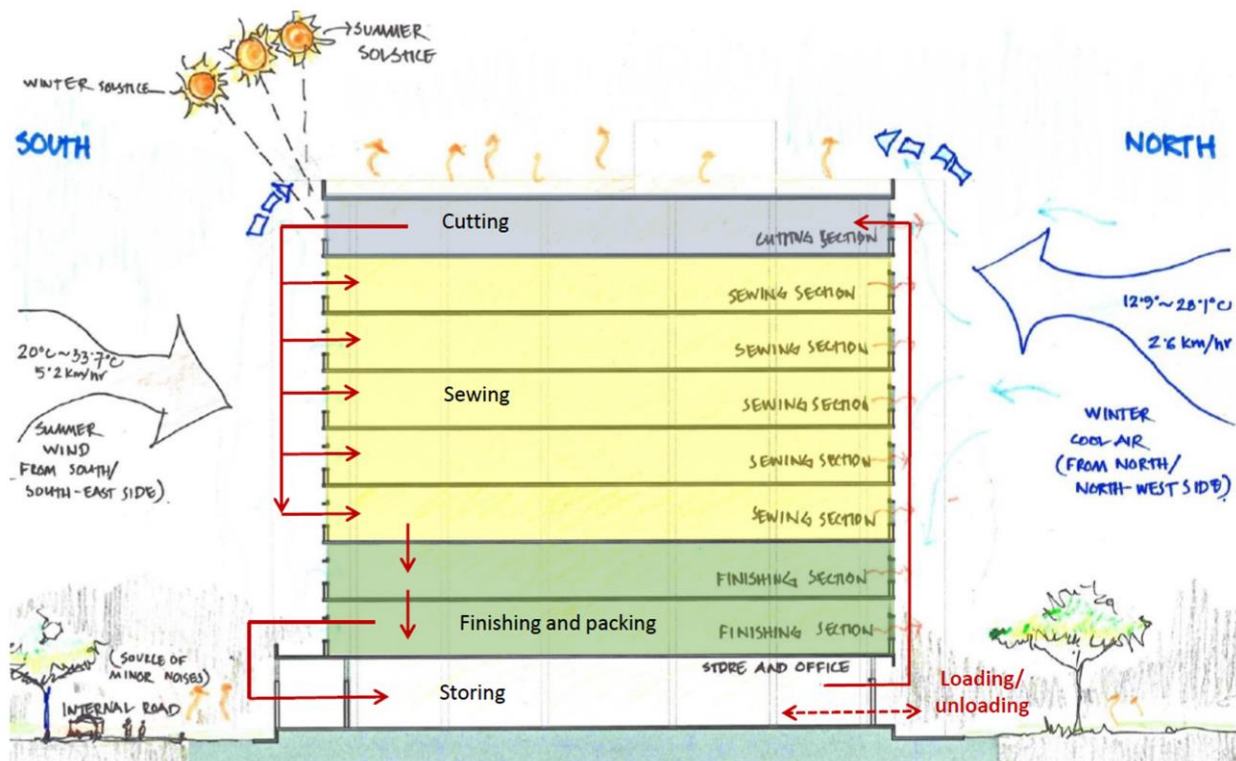 SUMMER
SOLSTICE
WINTER SOLSTICE
SOUTH
NORTH
Cutting
CUTTING SECTION
SEWING SECTION
SEWING SECTION
Sewing
SEWING SECTION
SEWING SECTION
SEWING SECTION
20°C~33.7°C
5.2 Km/hr
SUMMER
WIND
FROM SOUTH/
SOUTH-EAST SIDE).
12.9°~28.1°C
2.6 Km/hr
WINTER
COOL AIR
(FROM NORTH/
NORTH-WEST SIDE)
FINISHING SECTION
Finishing and packing
FINISHING SECTION
STORE AND OFFICE
Storing
Loading/
unloading
(SOURCE OF
MINOR NOISES)
INTERNAL ROAD